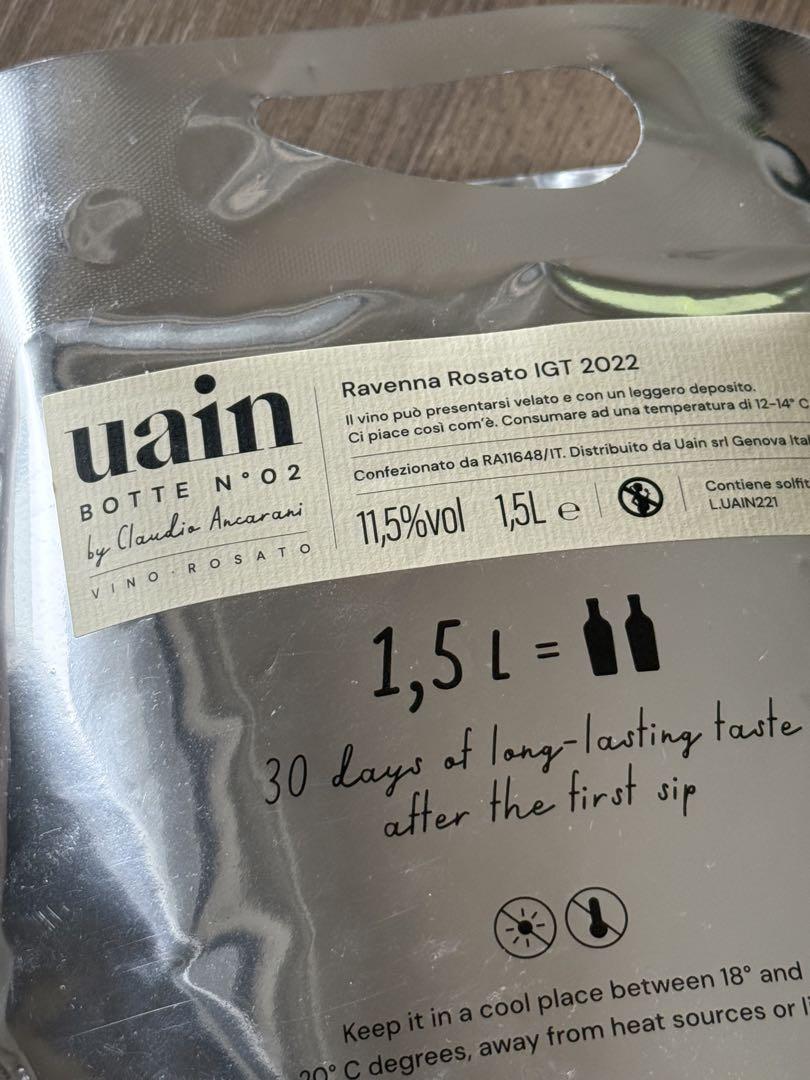 uain
BOTTE N°02
by Claudio Ancarani
VINO·ROSATO
Ravenna Rosato IGT 2022
Il vino può presentarsi velato e con un leggero deposito.
Ci piace così com'è. Consumare ad una temperatura di 12-14° C
Confezionato da RA11648/IT. Distribuito da Uain srl Genova
11,5%vol 1,5L e
Contiene
L.UAIN221
1,5 L =
30 days of long-lasting taste
after the first sip
Keep it in a cool place between 18° and
20° C degrees, away from heat sources or